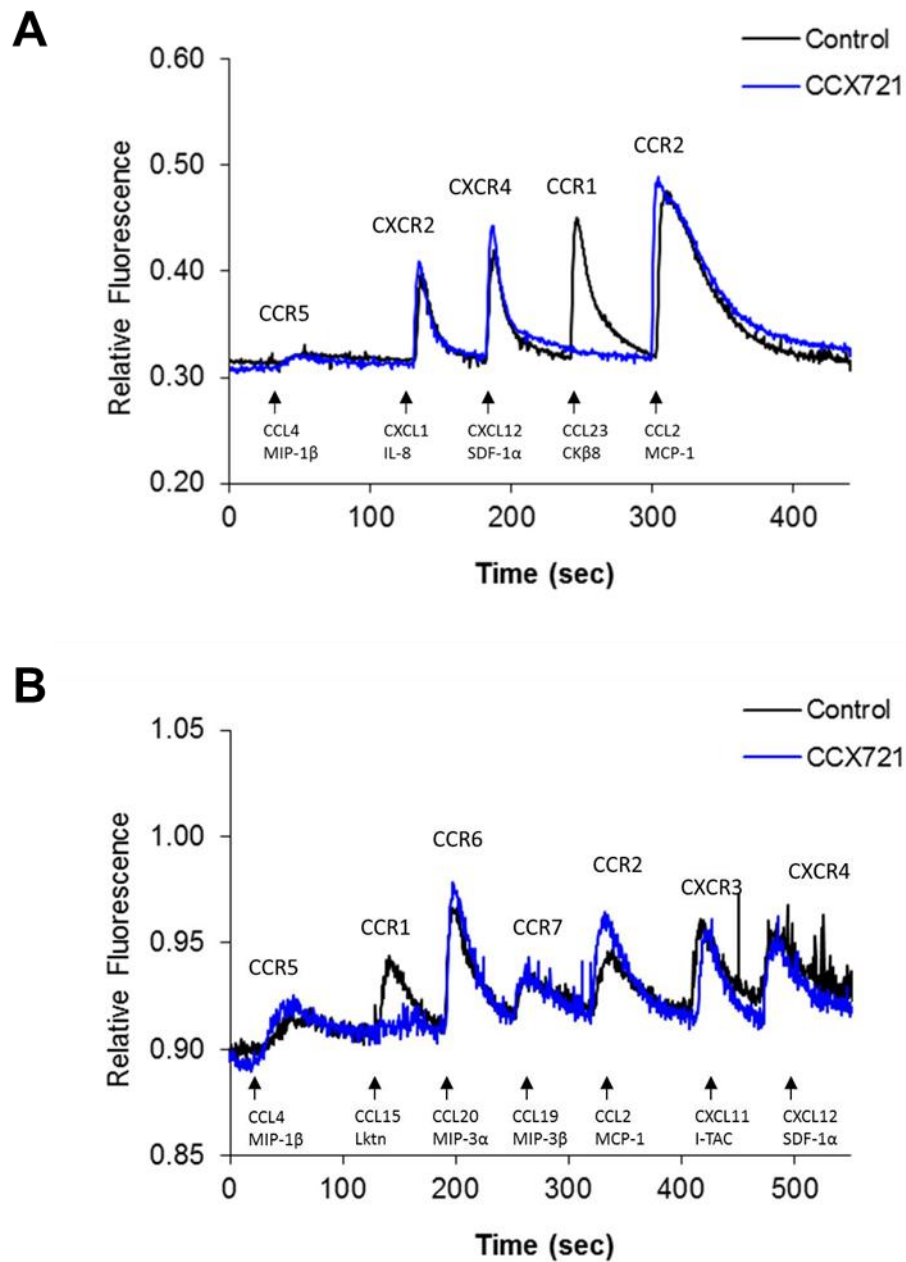 A
Control
CCX721
0.60
0.50
0.40
0.30
0.20
Relative Fluorescence
CCR5
CXCR2
CXCR4
CCR1
CCR2
CCL4
MIP-1β
CXCL1
IL-8
CXCL12
SDF-1α
CCL23
CKβ8
CCL2
MCP-1
0 100 200 300 400
Time (sec)
B
Control
CCX721
1.05
1.00
0.95
0.90
0.85
Relative Fluorescence
CCR5
CCR1
CCR6
CCR7
CCR2
CXCR3
CXCR4
CCL4
MIP-1β
CCL15
Lktn
CCL20
MIP-3α
CCL19
MIP-3β
CCL2
MCP-1
CXCL11
I-TAC
CXCL12
SDF-1α
0 100 200 300 400 500
Time (sec)